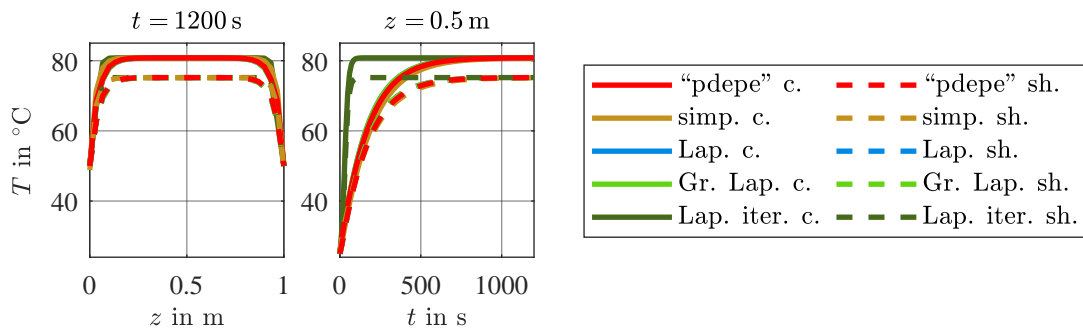 t = 1200 s
z = 0.5 m
T in °C
80
60
40
0
0.5
1
z in m
80
60
40
0
500
1000
t in s
“pdepe” c.
“pdepe” sh.
simp. c.
simp. sh.
Lap. c.
Lap. sh.
Gr. Lap. c.
Gr. Lap. sh.
Lap. iter. c.
Lap. iter. sh.